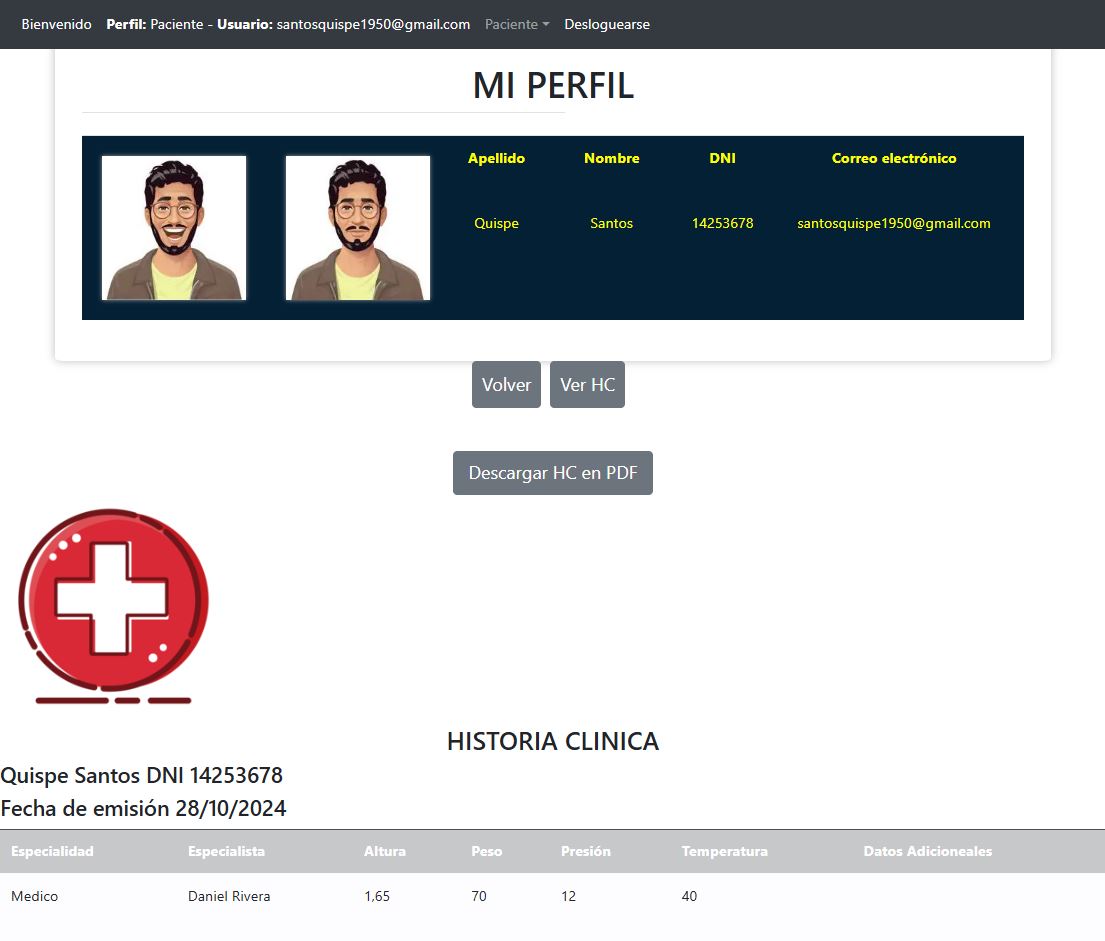 Bienvenido Perfil: Paciente - Usuario: santosquispe1950@gmail.com Paciente Desloguearse
MI PERFIL
Apellido Nombre DNI Correo electrónico
Quispe Santos 14253678 santosquispe1950@gmail.com
Volver Ver HC
Descargar HC en PDF
HISTORIA CLINICA
Quispe Santos DNI 14253678
Fecha de emisión 28/10/2024
Especialidad Especialista Altura Peso Presión Temperatura Datos Adicioneales
Medico Daniel Rivera 1,65 70 12 40